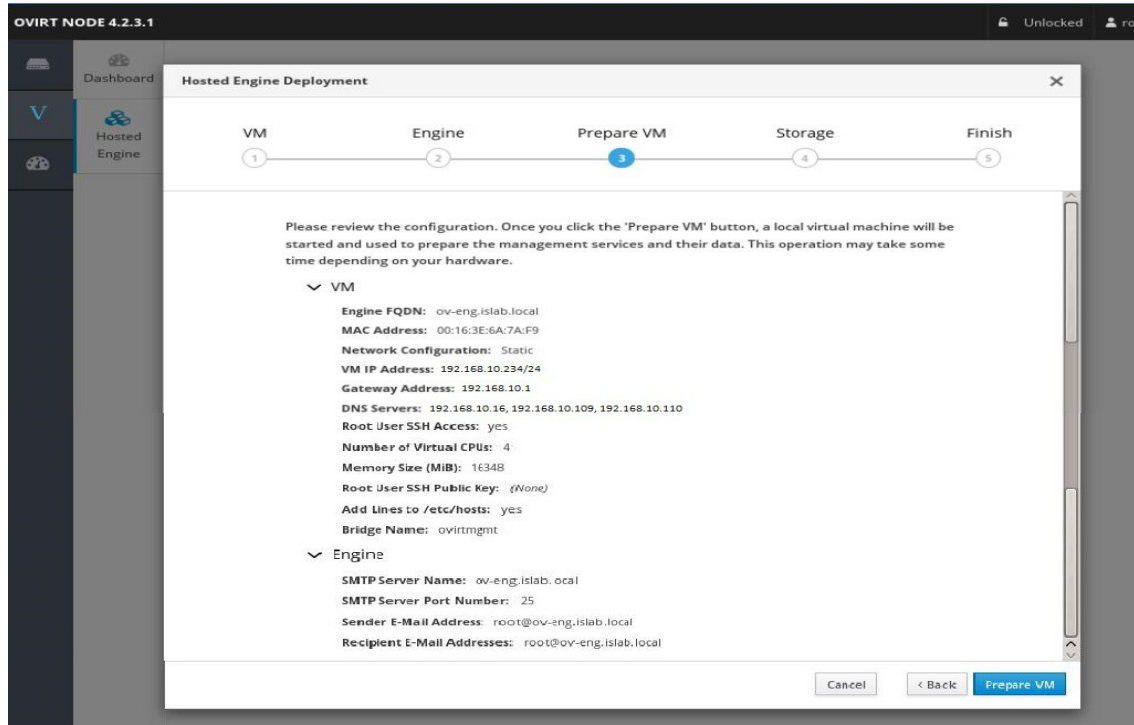 OVIRT NODE 4.2.3.1
Unlocked
ro
Dashboard
V
Hosted
Engine
Hosted Engine Deployment
VM Engine Prepare VM Storage Finish
1 2 3 4 5
Please review the configuration. Once you click the 'Prepare VM' button, a local virtual machine will be
started and used to prepare the management services and their data. This operation may take some
time depending on your hardware.
VM
Engine FQDN: ov-eng.islab.local
MAC Address: 00:16:3E:6A:7A:F9
Network Configuration: Static
VM IP Address: 192.168.10.234/24
Gateway Address: 192.168.10.1
DNS Servers: 192.168.10.16, 192.168.10.109, 192.168.10.110
Root User SSH Access: yes
Number of Virtual CPUs: 4
Memory Size (MiB): 16348
Root User SSH Public Key: (None)
Add Lines to /etc/hosts: yes
Bridge Name: ovirtmgmt
Engine
SMTP Server Name: ov-eng.islab.local
SMTP Server Port Number: 25
Sender E-Mail Address: root@ov-eng.islab.local
Recipient E-Mail Addresses: root@ov-eng.islab.local
Cancel < Back Prepare VM